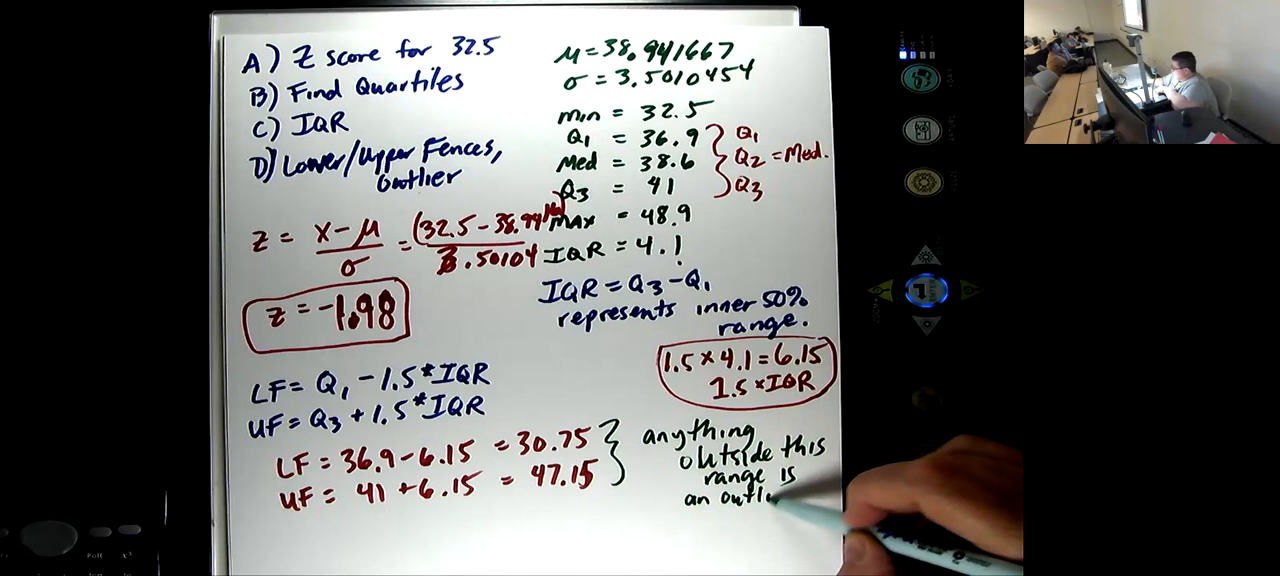 A) Z score for 32.5
B) Find Quartiles
C) IQR
D) Lower/Upper Fences,
Outlier
μ = 38.941667
σ = 3.5010454
min = 32.5
Q₁ = 36.9
Med = 38.6
Q₃ = 41
max = 48.9
IQR = 4.1
Q₁
Q₂ = Med.
Q₃
z = x - μ / σ = (32.5 - 38.9416) / 3.50104
z = -1.98
IQR = Q₃ - Q₁
represents inner 50%
range.
1.5 × 4.1 = 6.15
1.5 × IQR
LF = Q₁ - 1.5 * IQR
UF = Q₃ + 1.5 * IQR
LF = 36.9 - 6.15 = 30.75
UF = 41 + 6.15 = 47.15
anything
outside this
range is
an outli